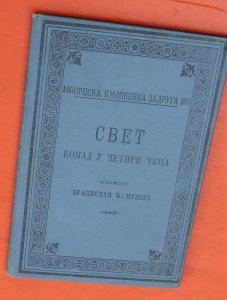 СРПСКА КЊИЖЕВНА ЗАДРУГА
СВЕТ
КОМАД У ЧЕТИРИ ЧИНА
НАПИСАО
БРАНИСЛАВ Ђ. НУШИЋ